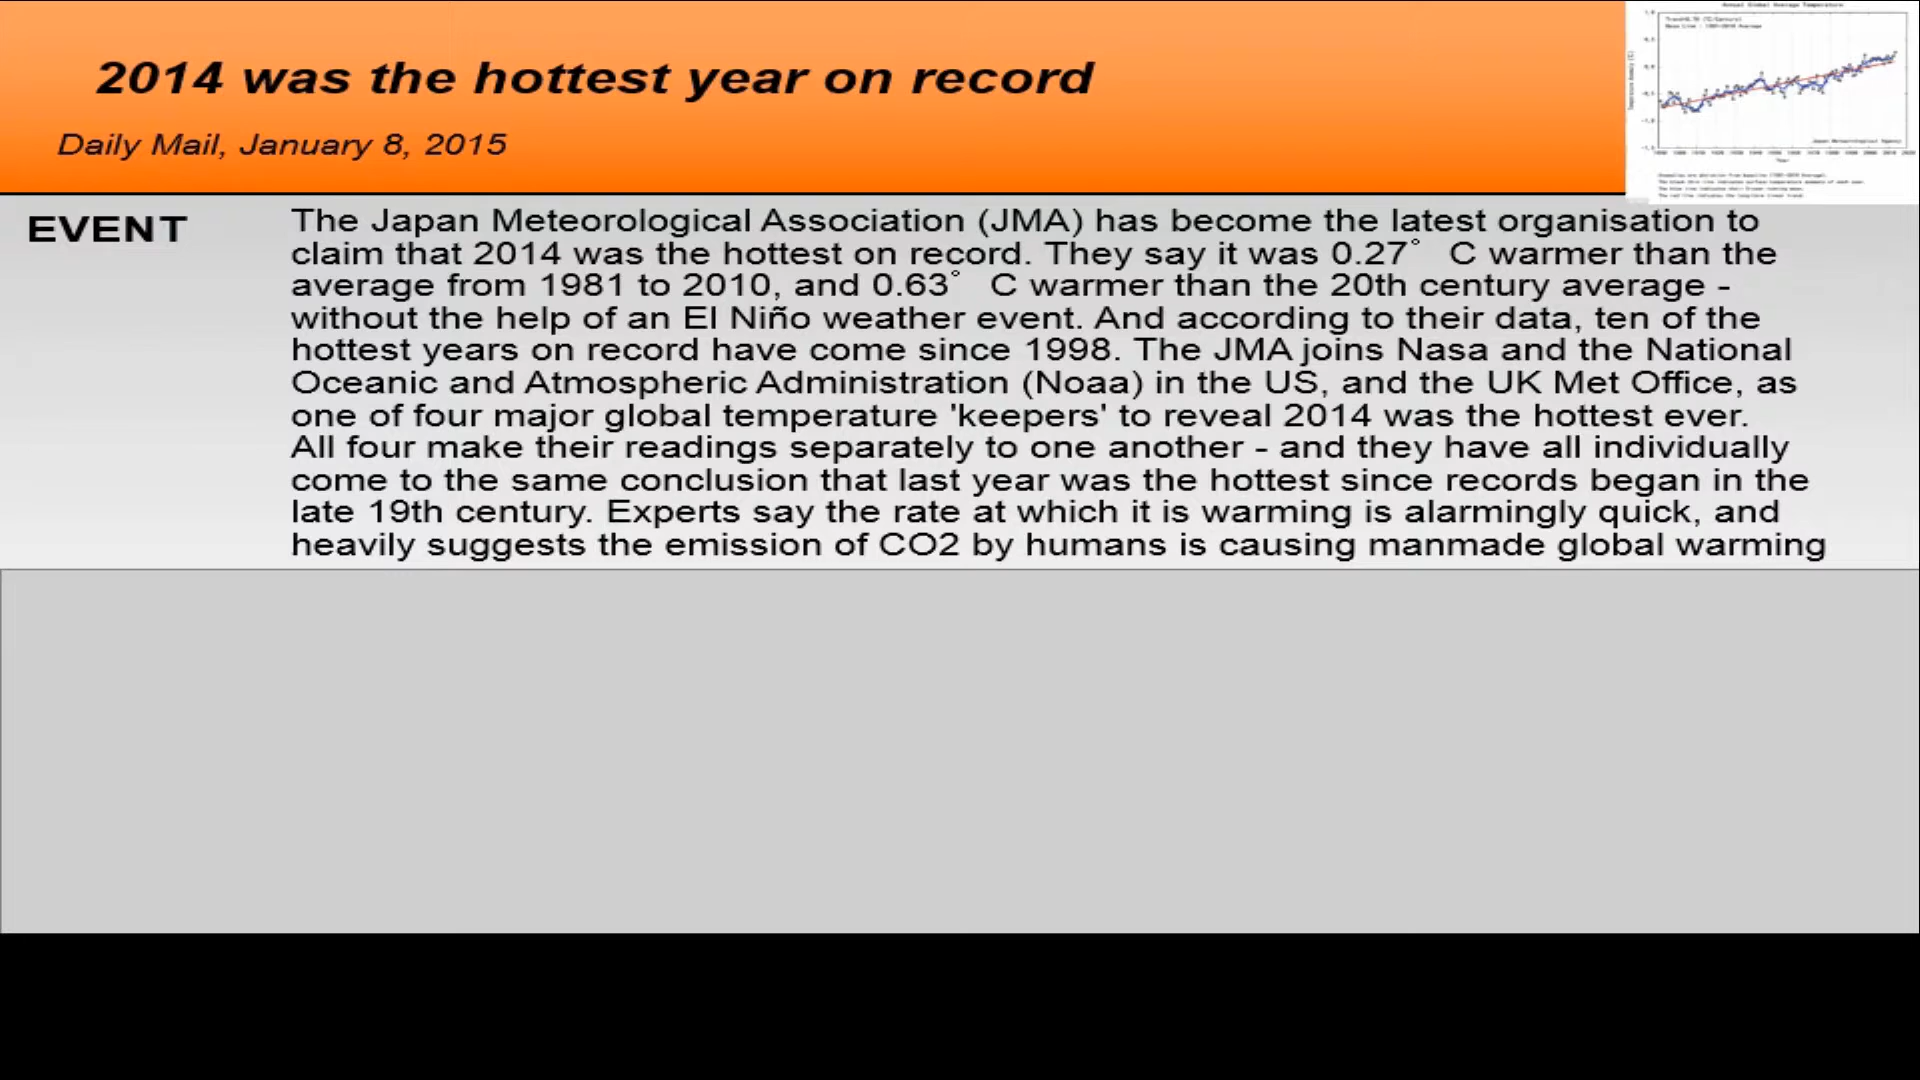 2014 was the hottest year on record
Daily Mail, January 8, 2015
Annual Global Average Temperature
Japan Meteorological Agency
Year
EVENT
The Japan Meteorological Association (JMA) has become the latest organisation to
claim that 2014 was the hottest on record. They say it was 0.27° C warmer than the
average from 1981 to 2010, and 0.63° C warmer than the 20th century average -
without the help of an El Niño weather event. And according to their data, ten of the
hottest years on record have come since 1998. The JMA joins Nasa and the National
Oceanic and Atmospheric Administration (Noaa) in the US, and the UK Met Office, as
one of four major global temperature 'keepers' to reveal 2014 was the hottest ever.
All four make their readings separately to one another - and they have all individually
come to the same conclusion that last year was the hottest since records began in the
late 19th century. Experts say the rate at which it is warming is alarmingly quick, and
heavily suggests the emission of CO2 by humans is causing manmade global warming